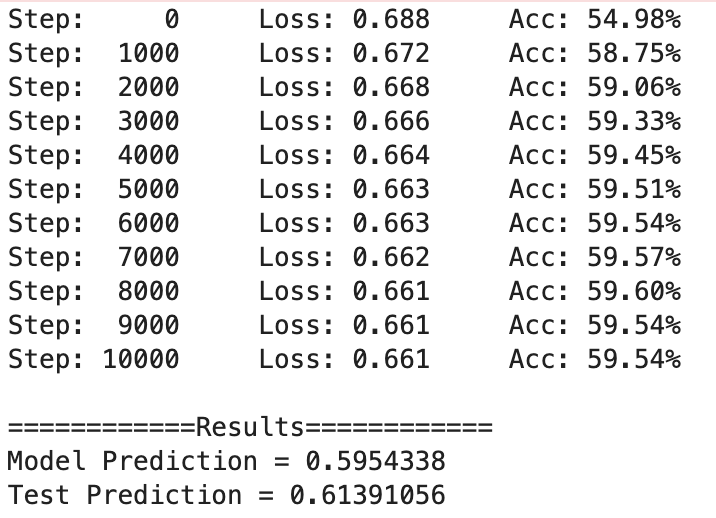 Step:     0     Loss: 0.688     Acc: 54.98%
Step:  1000     Loss: 0.672     Acc: 58.75%
Step:  2000     Loss: 0.668     Acc: 59.06%
Step:  3000     Loss: 0.666     Acc: 59.33%
Step:  4000     Loss: 0.664     Acc: 59.45%
Step:  5000     Loss: 0.663     Acc: 59.51%
Step:  6000     Loss: 0.663     Acc: 59.54%
Step:  7000     Loss: 0.662     Acc: 59.57%
Step:  8000     Loss: 0.661     Acc: 59.60%
Step:  9000     Loss: 0.661     Acc: 59.54%
Step: 10000     Loss: 0.661     Acc: 59.54%
============Results============
Model Prediction = 0.5954338
Test Prediction = 0.61391056